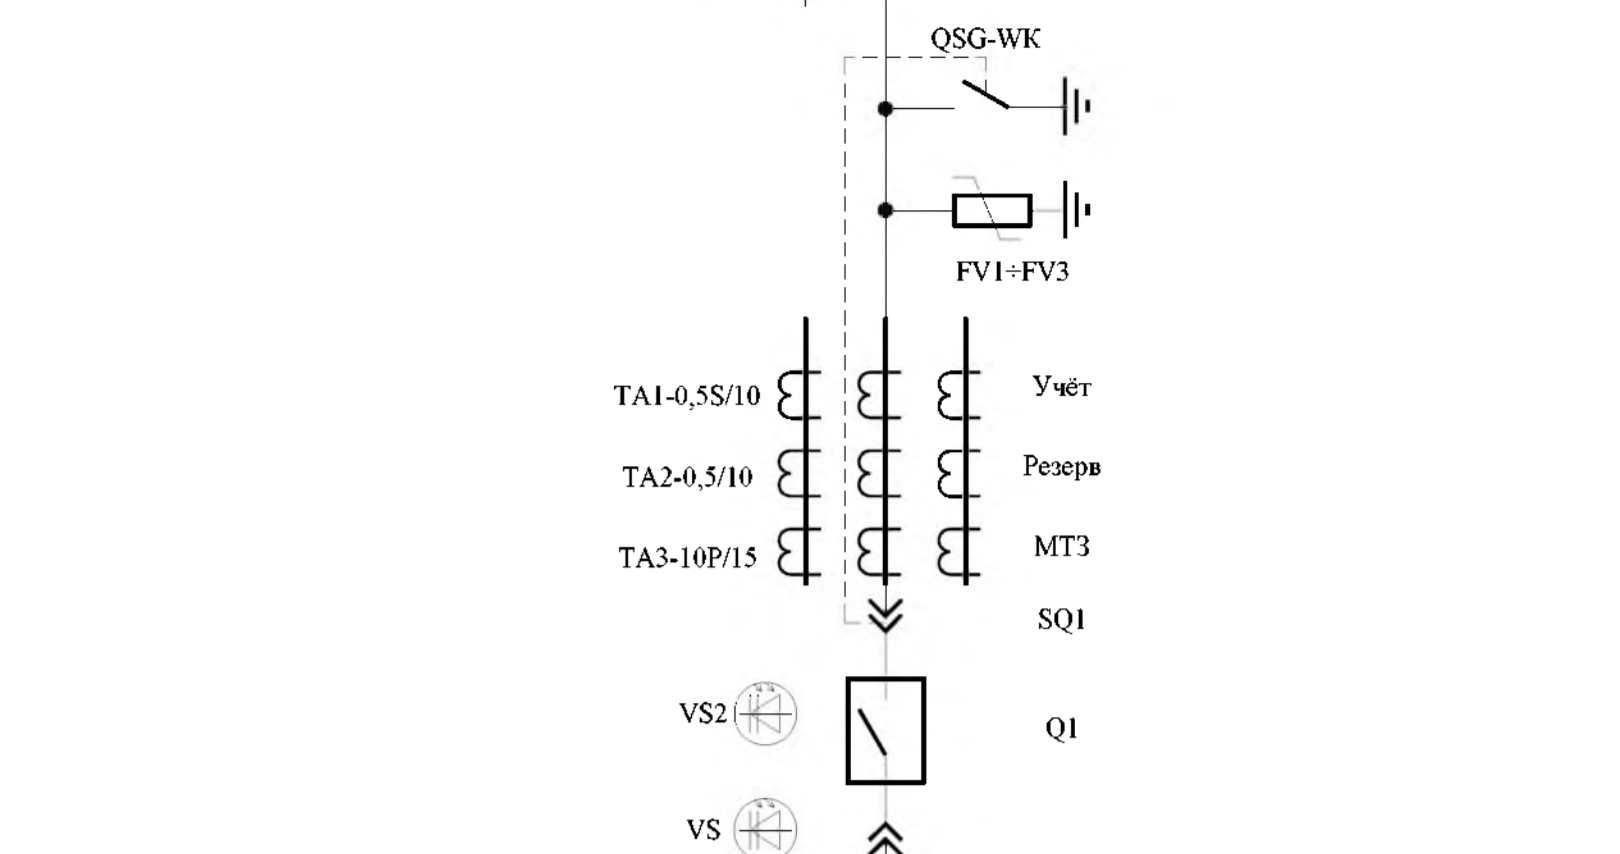 QSG-WK
FV1÷FV3
TA1-0,5S/10
Учёт
TA2-0,5/10
Резерв
TA3-10P/15
МТЗ
SQ1
VS2
Q1
VS